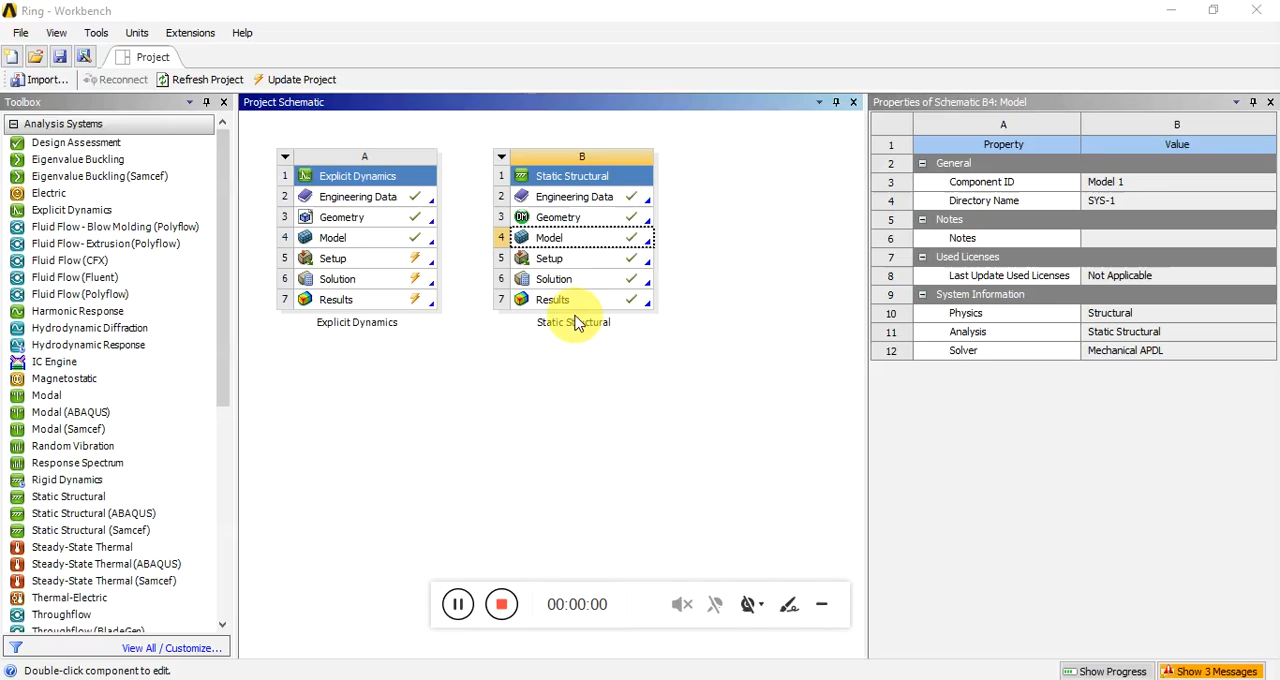 Ring - Workbench
File View Tools Units Extensions Help
Project
Import... Reconnect Refresh Project Update Project
Toolbox
Analysis Systems
Design Assessment
Eigenvalue Buckling
Eigenvalue Buckling (Samcef)
Electric
Explicit Dynamics
Fluid Flow - Blow Molding (Polyflow)
Fluid Flow - Extrusion (Polyflow)
Fluid Flow (CFX)
Fluid Flow (Fluent)
Fluid Flow (Polyflow)
Harmonic Response
Hydrodynamic Diffraction
Hydrodynamic Response
IC Engine
Magnetostatic
Modal
Modal (ABAQUS)
Modal (Samcef)
Random Vibration
Response Spectrum
Rigid Dynamics
Static Structural
Static Structural (ABAQUS)
Static Structural (Samcef)
Steady-State Thermal
Steady-State Thermal (ABAQUS)
Steady-State Thermal (Samcef)
Thermal-Electric
Throughflow
Throughflow (BladeGen)
View All / Customize...
Project Schematic
A
1 Explicit Dynamics
2 Engineering Data
3 Geometry
4 Model
5 Setup
6 Solution
7 Results
Explicit Dynamics
B
1 Static Structural
2 Engineering Data
3 DM Geometry
4 Model
5 Setup
6 Solution
7 Results
Static Structural
00:00:00
Properties of Schematic B4: Model
A B
1 Property Value
2 General
3 Component ID Model 1
4 Directory Name SYS-1
5 Notes
6 Notes
7 Used Licenses
8 Last Update Used Licenses Not Applicable
9 System Information
10 Physics Structural
11 Analysis Static Structural
12 Solver Mechanical APDL
Double-click component to edit.
Show Progress Show 3 Messages